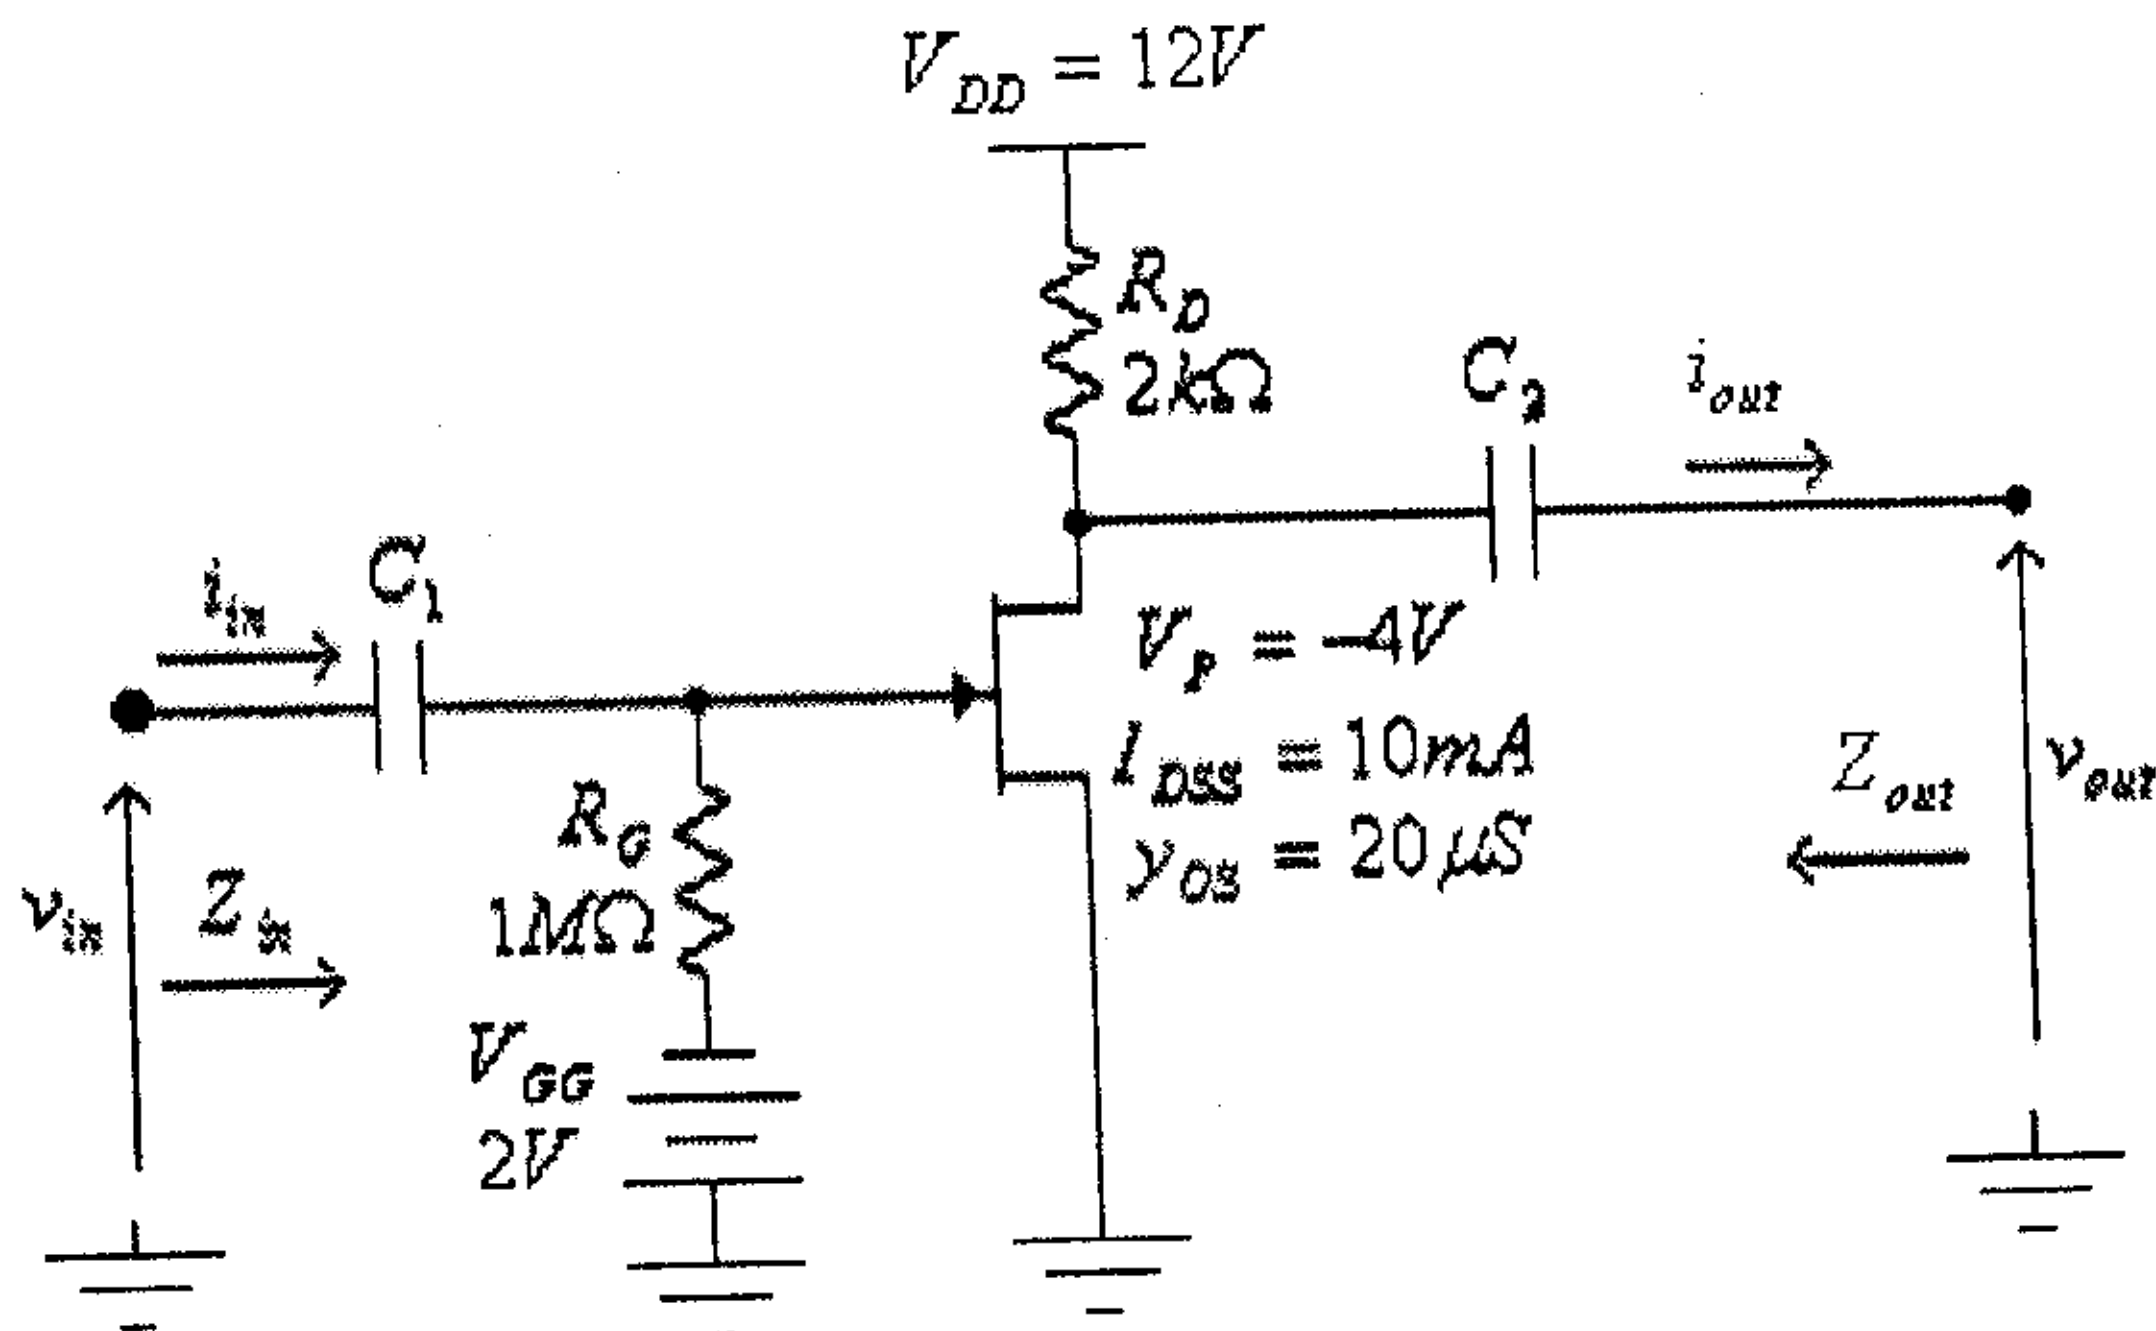 V_DD = 12V
R_D
2kΩ
C_2
i_out
i_in
C_1
V_P = -4V
I_DSS = 10mA
y_OS = 20μS
R_G
1MΩ
v_in
Z_in
Z_out
v_out
V_GG
2V